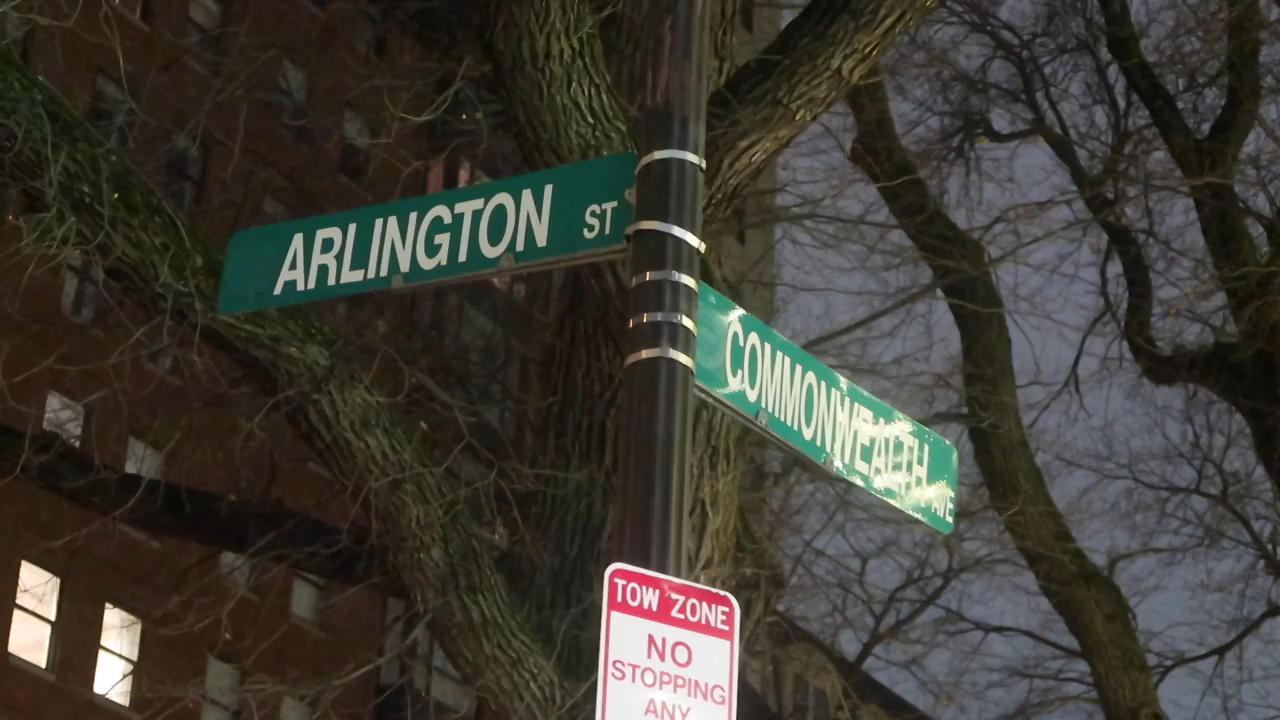 ARLINGTON ST
COMMONWEALTH AVE
TOW ZONE
NO
STOPPING
ANY